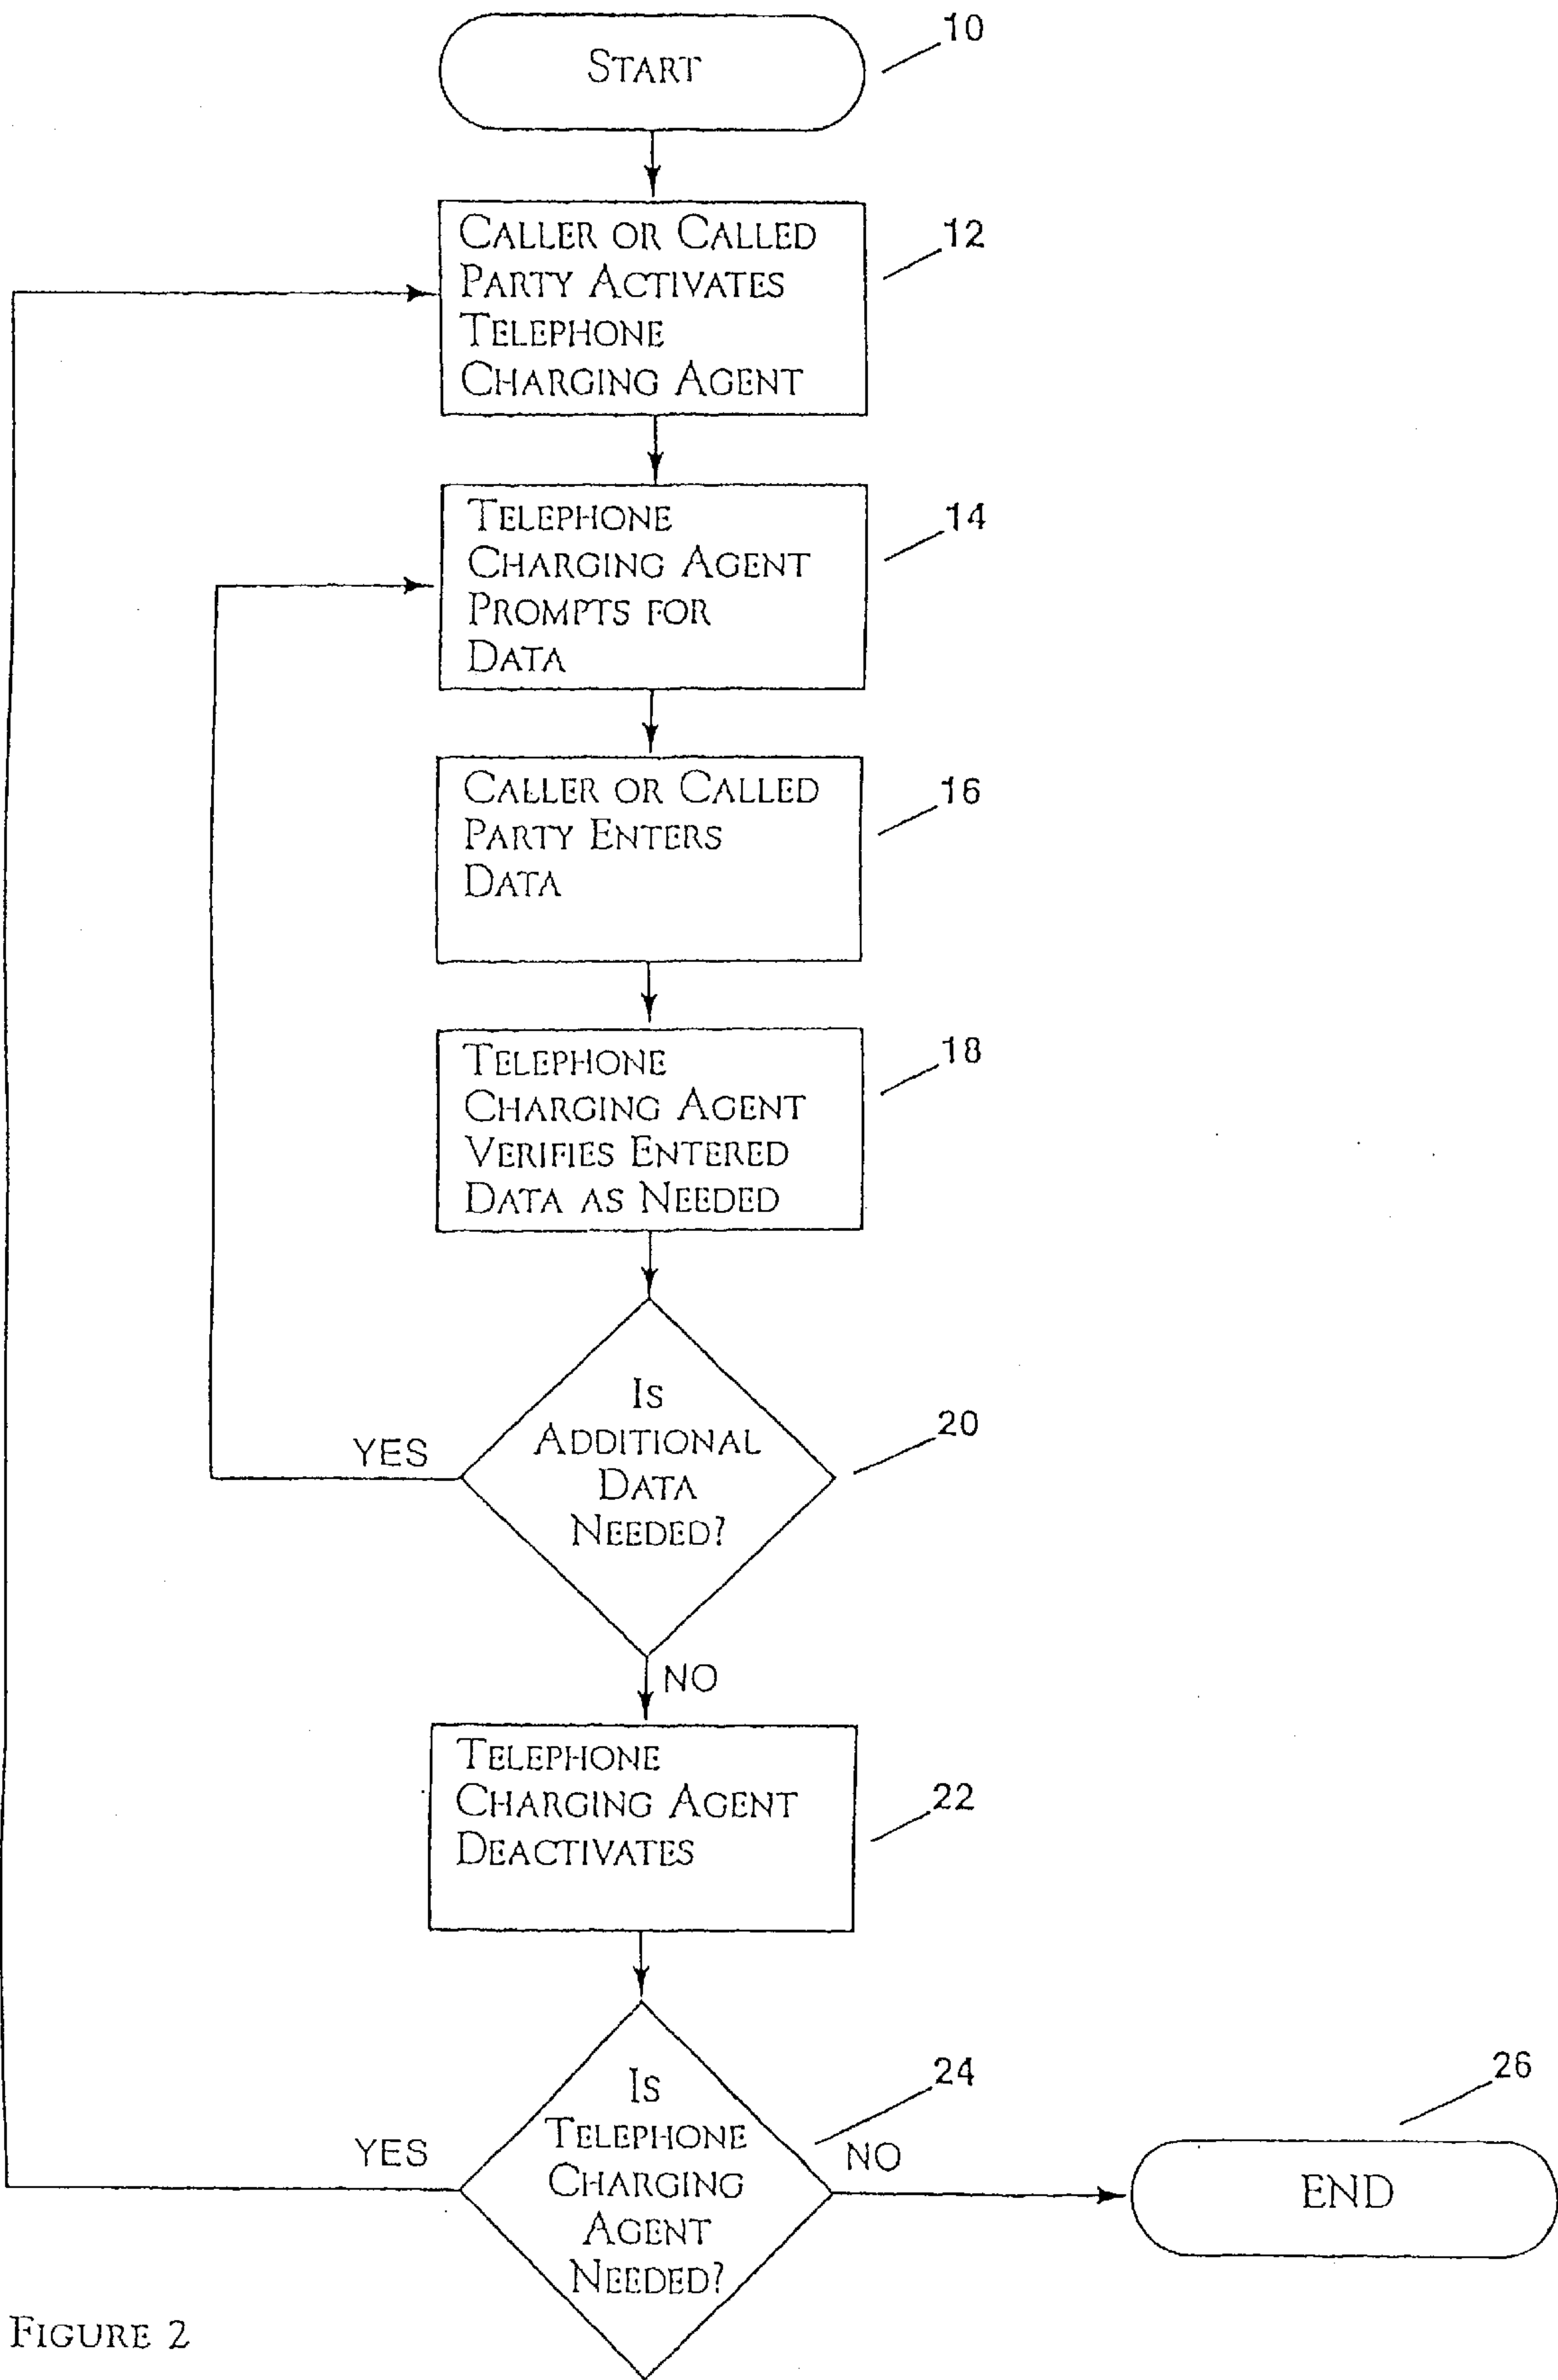 START
10
CALLER OR CALLED
PARTY ACTIVATES
TELEPHONE
CHARGING AGENT
12
TELEPHONE
CHARGING AGENT
PROMPTS FOR
DATA
14
CALLER OR CALLED
PARTY ENTERS
DATA
16
TELEPHONE
CHARGING AGENT
VERIFIES ENTERED
DATA AS NEEDED
18
IS
ADDITIONAL
DATA
NEEDED?
20
YES
NO
TELEPHONE
CHARGING AGENT
DEACTIVATES
22
IS
TELEPHONE
CHARGING
AGENT
NEEDED?
24
YES
NO
END
26
FIGURE 2